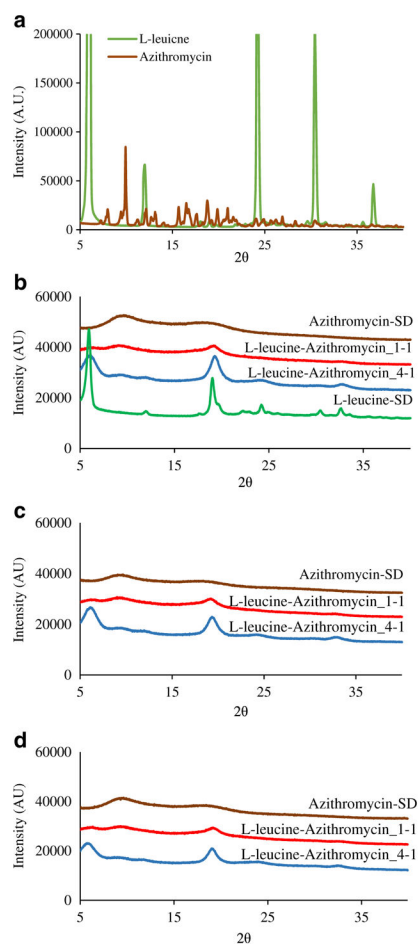 a
200000
150000
100000
50000
0
Intensity (A.U.)
L-leuicne
Azithromycin
5 15 25 35
2θ
b
60000
40000
20000
0
Intensity (AU)
Azithromycin-SD
L-leucine-Azithromycin_1-1
L-leucine-Azithromycin_4-1
L-leucine-SD
5 15 25 35
2θ
c
60000
40000
20000
0
Intensity (AU)
Azithromycin-SD
L-leucine-Azithromycin_1-1
L-leucine-Azithromycin_4-1
5 15 25 35
2θ
d
60000
40000
20000
0
Intensity (AU)
Azithromycin-SD
L-leucine-Azithromycin_1-1
L-leucine-Azithromycin_4-1
5 15 25 35
2θ